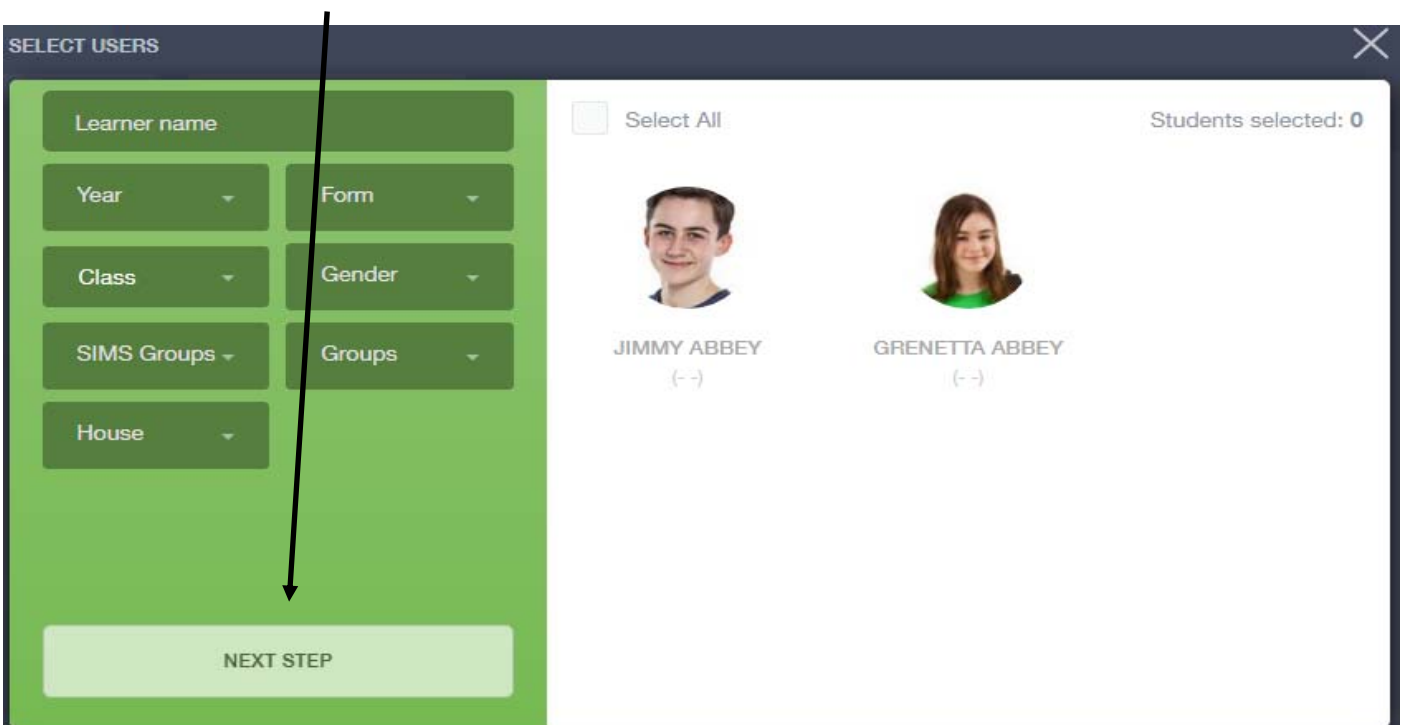 SELECT USERS
Learner name
Year
Form
Class
Gender
SIMS Groups
Groups
House
NEXT STEP
Select All
Students selected: 0
JIMMY ABBEY
(- -)
GRENETTA ABBEY
(- -)